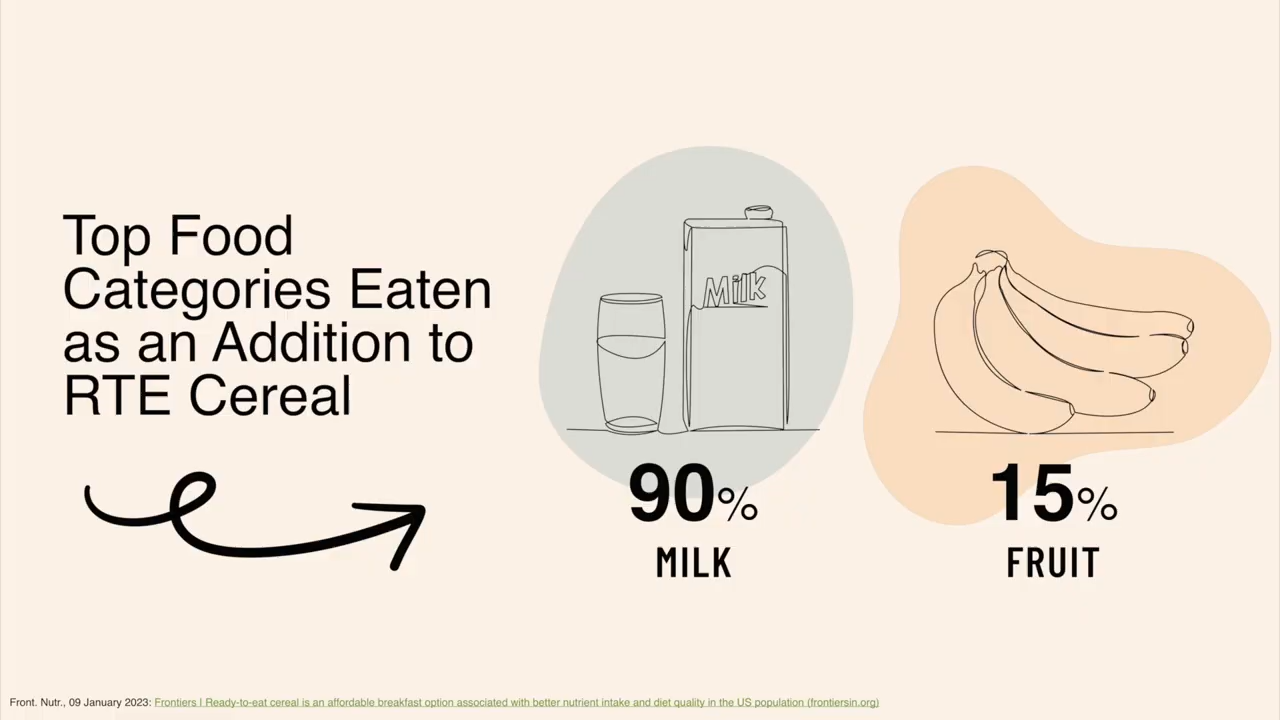 Top Food
Categories Eaten
as an Addition to
RTE Cereal
Milk
90%
MILK
15%
FRUIT
Front. Nutr., 09 January 2023: Frontiers | Ready-to-eat cereal is an affordable breakfast option associated with better nutrient intake and diet quality in the US population (frontiersin.org)